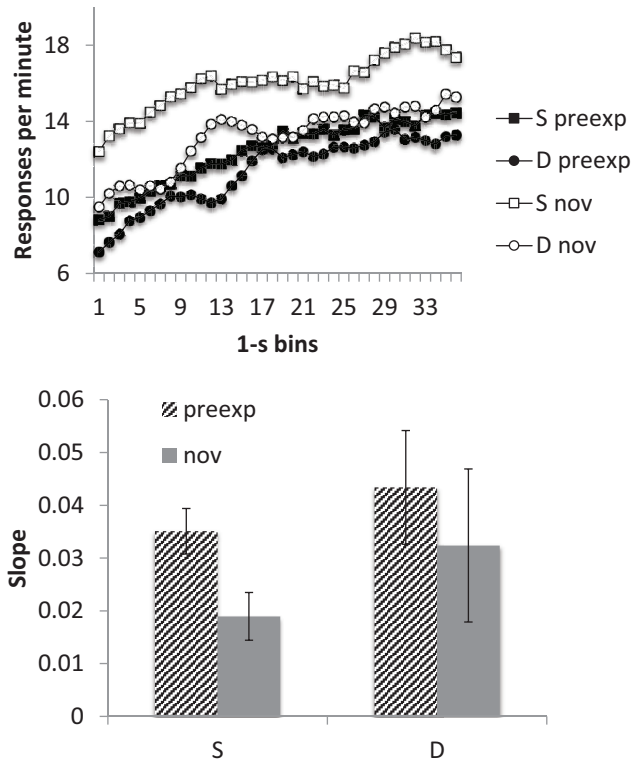 18
14
10
6
Responses per minute
1 5 9 13 17 21 25 29 33
1-s bins
S preexp
D preexp
S nov
D nov
0.06
0.05
0.04
0.03
0.02
0.01
0
Slope
preexp
nov
S D